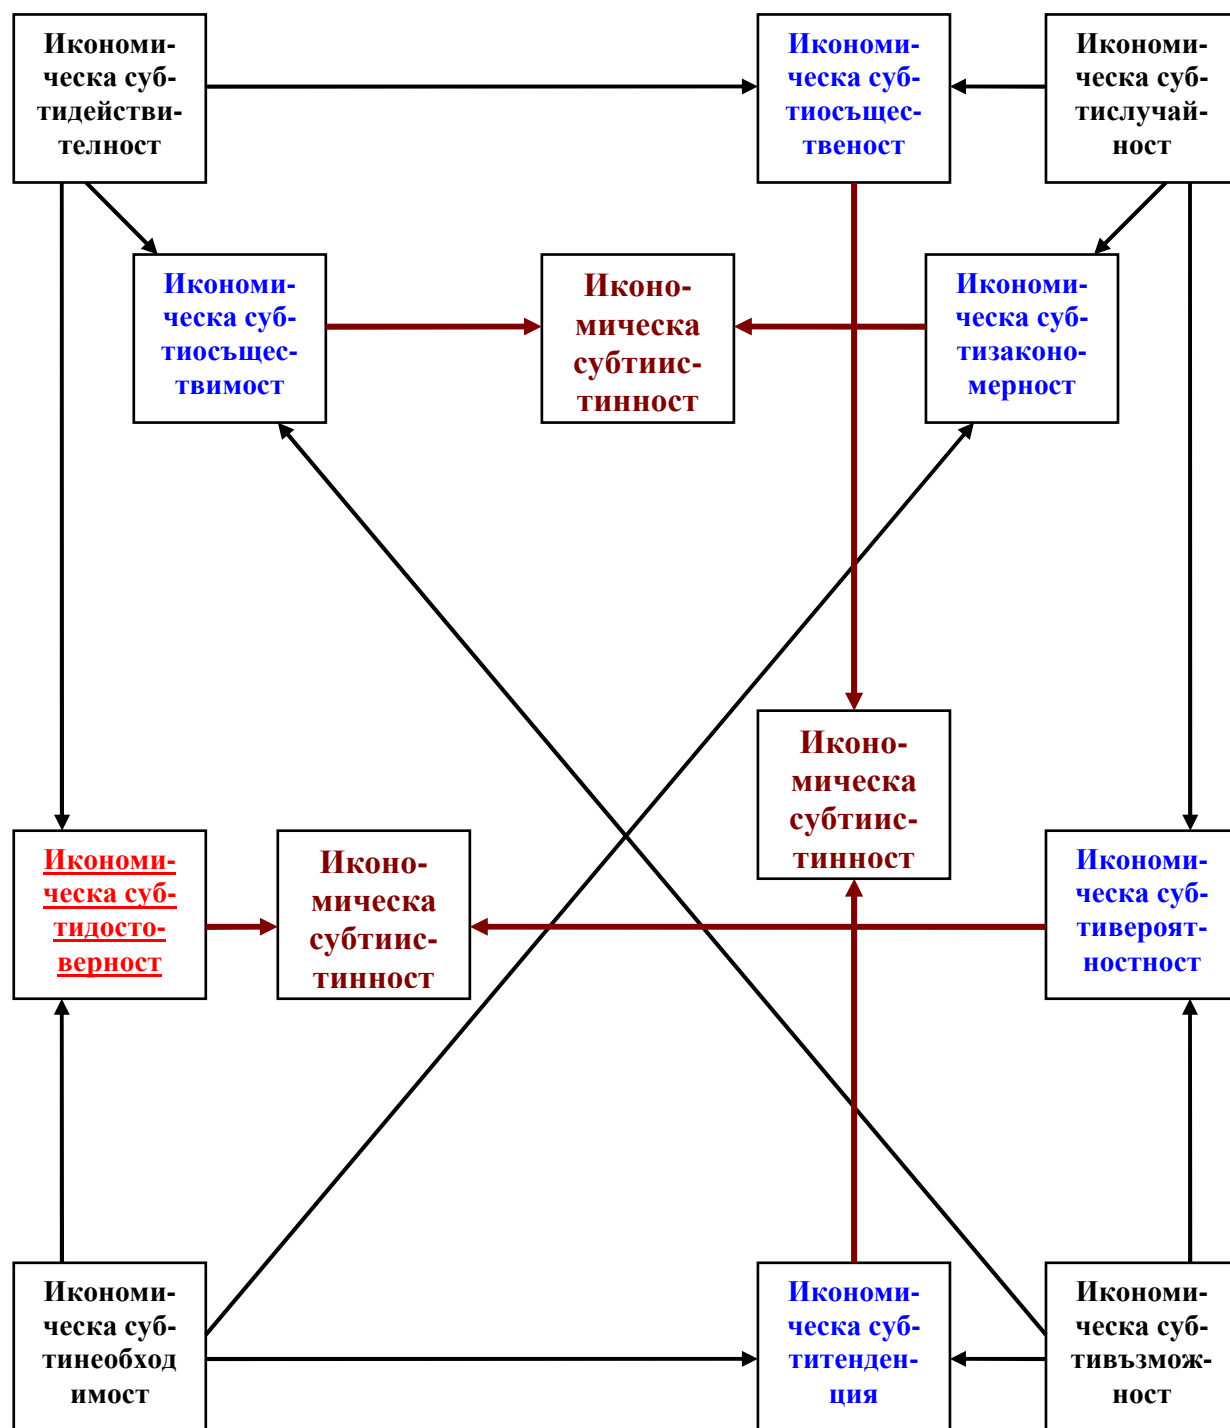 Икономи-
ческа суб-
тидействи-
телност
Икономи-
ческа суб-
тиосъщес-
твеност
Икономи-
ческа суб-
тислучай-
ност
Икономи-
ческа суб-
тиосъщес-
твимост
Иконо-
мическа
субтиис-
тинност
Икономи-
ческа суб-
тизаконо-
мерност
Иконо-
мическа
субтиис-
тинност
Икономи-
ческа суб-
тидосто-
верност
Иконо-
мическа
субтиис-
тинност
Икономи-
ческа суб-
тивероят-
ностност
Икономи-
ческа суб-
тинеобход
имост
Икономи-
ческа суб-
титенден-
ция
Икономи-
ческа суб-
тивъзмож-
ност